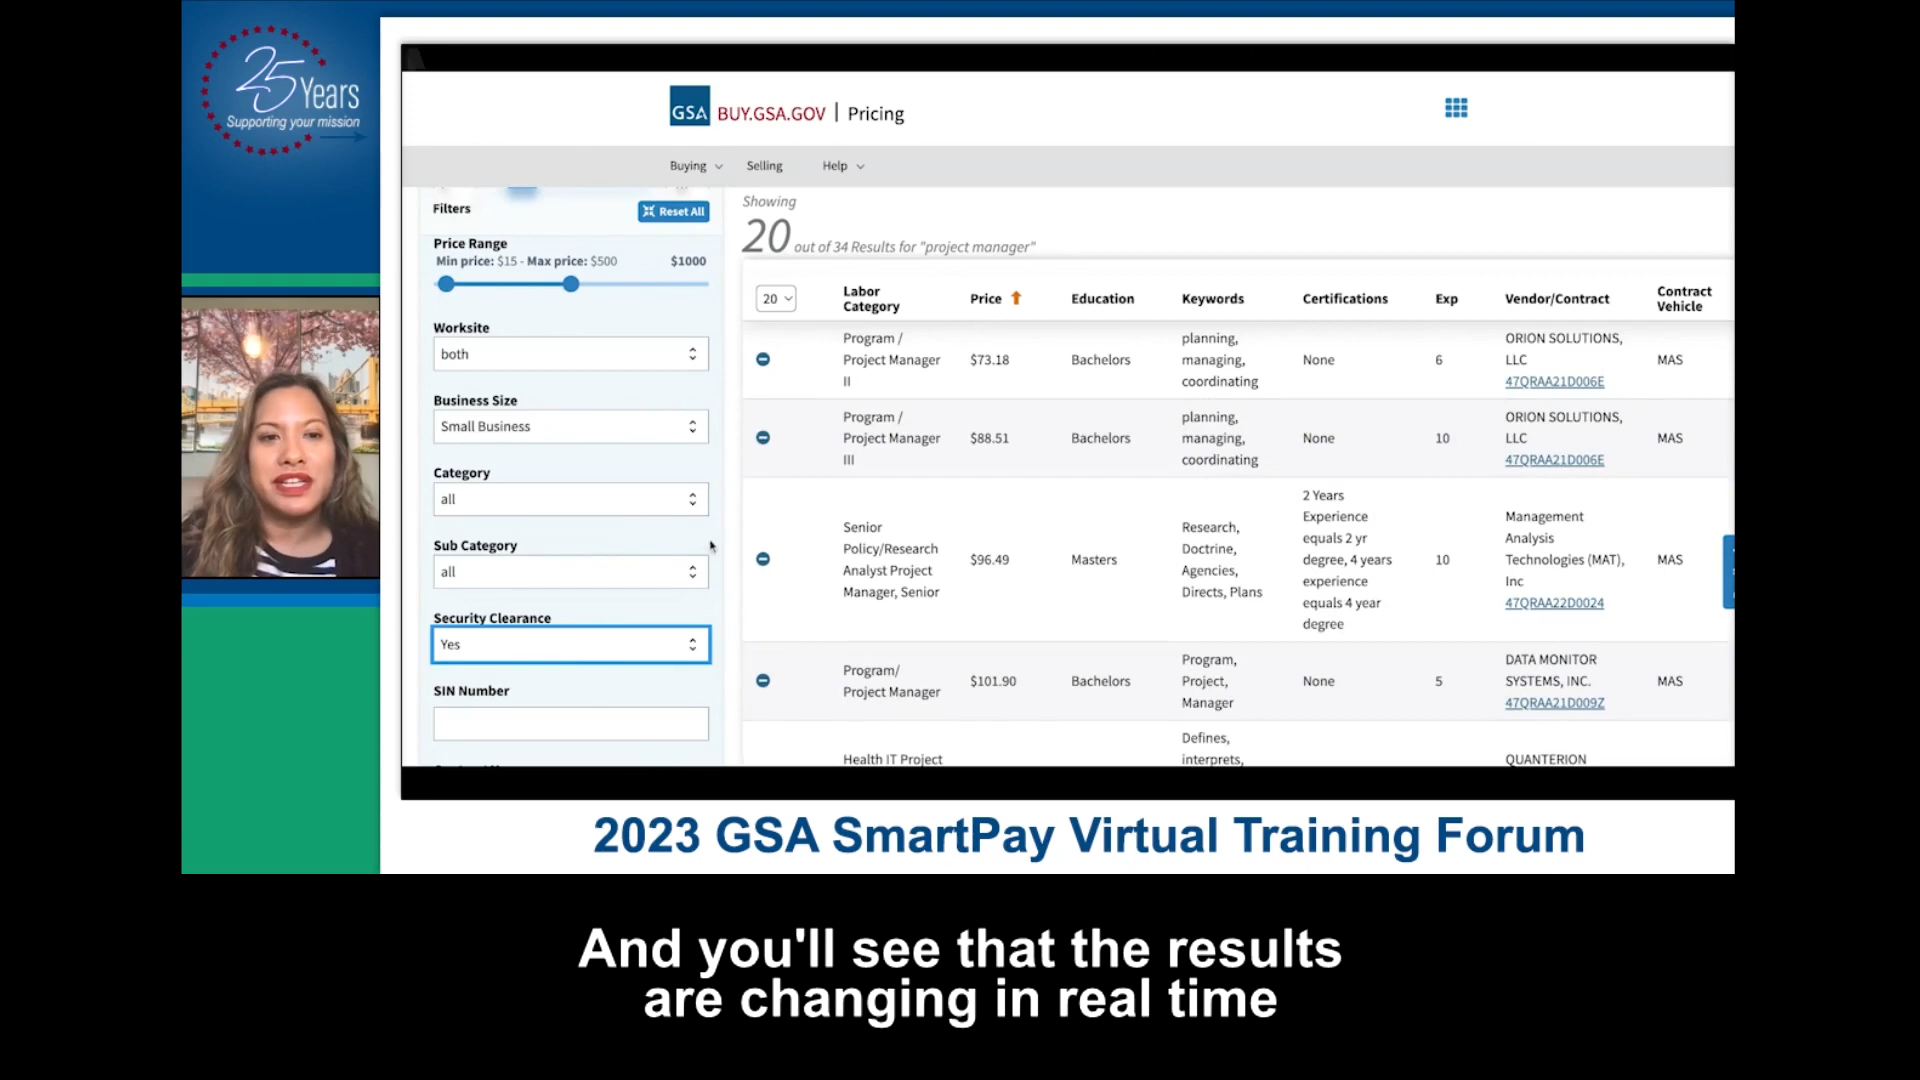 25
Years
Supporting your mission
GSA BUY.GSA.GOV | Pricing
Buying Selling Help
Filters
Reset All
Price Range
Min price: $15 - Max price: $500 $1000
Worksite
both
Business Size
Small Business
Category
all
Sub Category
all
Security Clearance
Yes
SIN Number
Showing
20 out of 34 Results for "project manager"
20
Labor
Category
Price
Education
Keywords
Certifications
Exp
Vendor/Contract
Contract
Vehicle
Program /
Project Manager
II
$73.18
Bachelors
planning,
managing,
coordinating
None
6
ORION SOLUTIONS,
LLC
47QRAA21D006E
MAS
Program /
Project Manager
III
$88.51
Bachelors
planning,
managing,
coordinating
None
10
ORION SOLUTIONS,
LLC
47QRAA21D006E
MAS
Senior
Policy/Research
Analyst Project
Manager, Senior
$96.49
Masters
Research,
Doctrine,
Agencies,
Directs, Plans
2 Years
Experience
equals 2 yr
degree, 4 years
experience
equals 4 year
degree
10
Management
Analysis
Technologies (MAT),
Inc
47QRAA22D0024
MAS
Program/
Project Manager
$101.90
Bachelors
Program,
Project,
Manager
None
5
DATA MONITOR
SYSTEMS, INC.
47QRAA21D009Z
MAS
Health IT Project
Defines,
interprets,
QUANTERION
2023 GSA SmartPay Virtual Training Forum
And you'll see that the results
are changing in real time